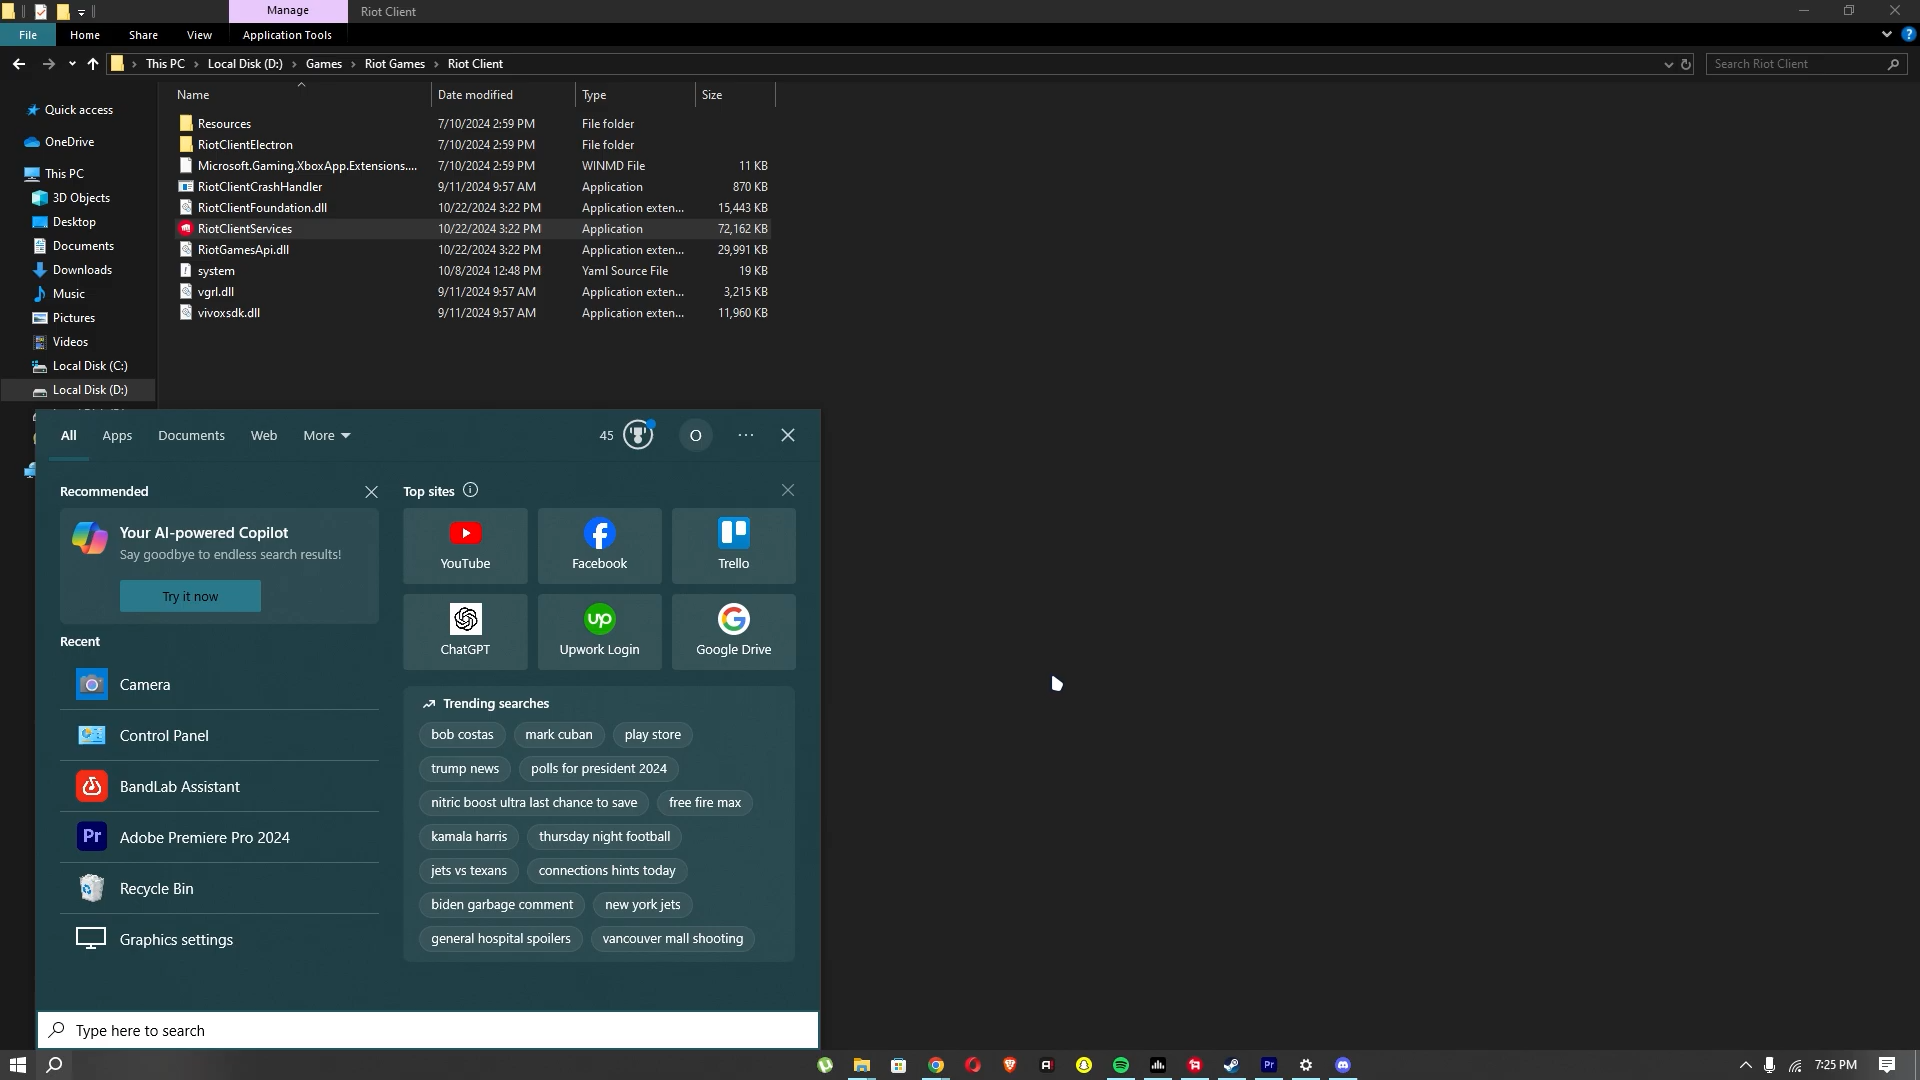 Manage
Riot Client
File
Home
Share
View
Application Tools
This PC
Local Disk (D:)
Games
Riot Games
Riot Client
Search Riot Client
Name
Date modified
Type
Size
Quick access
OneDrive
This PC
3D Objects
Desktop
Documents
Downloads
Music
Pictures
Videos
Local Disk (C:)
Local Disk (D:)
Resources 7/10/2024 2:59 PM File folder
RiotClientElectron 7/10/2024 2:59 PM File folder
Microsoft.Gaming.XboxApp.Extensions.... 7/10/2024 2:59 PM WINMD File 11 KB
RiotClientCrashHandler 9/11/2024 9:57 AM Application 870 KB
RiotClientFoundation.dll 10/22/2024 3:22 PM Application exten... 15,443 KB
RiotClientServices 10/22/2024 3:22 PM Application 72,162 KB
RiotGamesApi.dll 10/22/2024 3:22 PM Application exten... 29,991 KB
system 10/8/2024 12:48 PM Yaml Source File 19 KB
vgrl.dll 9/11/2024 9:57 AM Application exten... 3,215 KB
vivoxsdk.dll 9/11/2024 9:57 AM Application exten... 11,960 KB
All
Apps
Documents
Web
More
45
O
Recommended
Your AI-powered Copilot
Say goodbye to endless search results!
Try it now
Recent
Camera
Control Panel
BandLab Assistant
Pr Adobe Premiere Pro 2024
Recycle Bin
Graphics settings
Top sites
YouTube
Facebook
Trello
ChatGPT
up
Upwork Login
Google Drive
Trending searches
bob costas
mark cuban
play store
trump news
polls for president 2024
nitric boost ultra last chance to save
free fire max
kamala harris
thursday night football
jets vs texans
connections hints today
biden garbage comment
new york jets
general hospital spoilers
vancouver mall shooting
Type here to search
Pr
7:25 PM